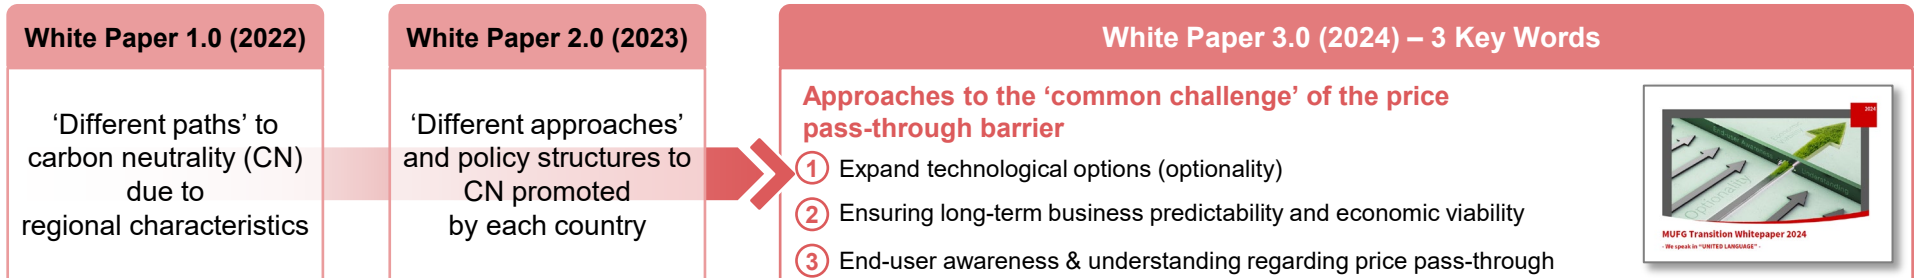 White Paper 1.0 (2022)
‘Different paths’ to
carbon neutrality (CN)
due to
regional characteristics
White Paper 2.0 (2023)
‘Different approaches’
and policy structures to
CN promoted
by each country
White Paper 3.0 (2024) – 3 Key Words
Approaches to the ‘common challenge’ of the price
pass-through barrier
1 Expand technological options (optionality)
2 Ensuring long-term business predictability and economic viability
3 End-user awareness & understanding regarding price pass-through
2024
End-user Awareness
Understanding
Optionality
MUFG Transition Whitepaper 2024
- We speak in “UNITED LANGUAGE” -